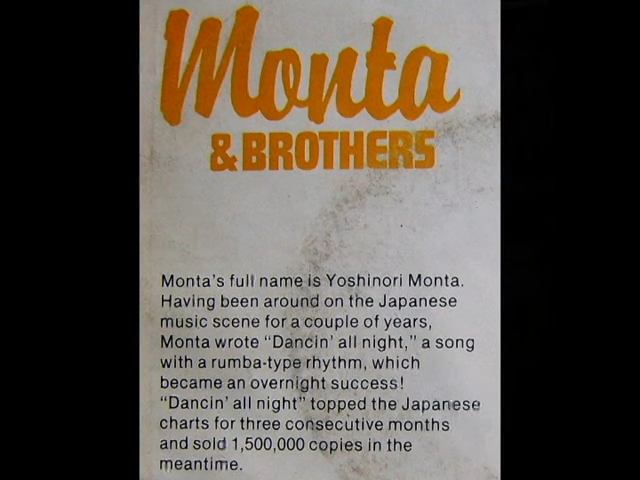 Monta
& BROTHERS
Monta's full name is Yoshinori Monta.
Having been around on the Japanese
music scene for a couple of years,
Monta wrote "Dancin' all night," a song
with a rumba-type rhythm, which
became an overnight success!
"Dancin' all night" topped the Japanese
charts for three consecutive months
and sold 1,500,000 copies in the
meantime.